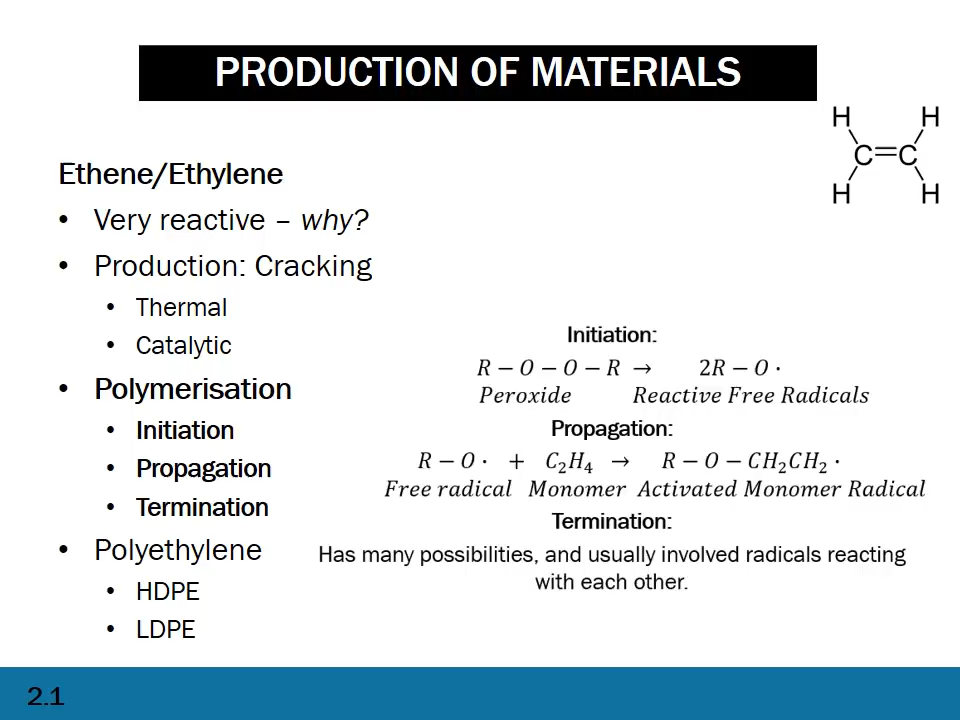 PRODUCTION OF MATERIALS
H H
C=C
H H
Ethene/Ethylene
• Very reactive – why?
• Production: Cracking
• Thermal
• Catalytic
• Polymerisation
• Initiation
• Propagation
• Termination
• Polyethylene
• HDPE
• LDPE
Initiation:
R − O − O − R → 2R − O ·
Peroxide Reactive Free Radicals
Propagation:
R − O · + C₂H₄ → R − O − CH₂CH₂ ·
Free radical Monomer Activated Monomer Radical
Termination:
Has many possibilities, and usually involved radicals reacting
with each other.
2.1